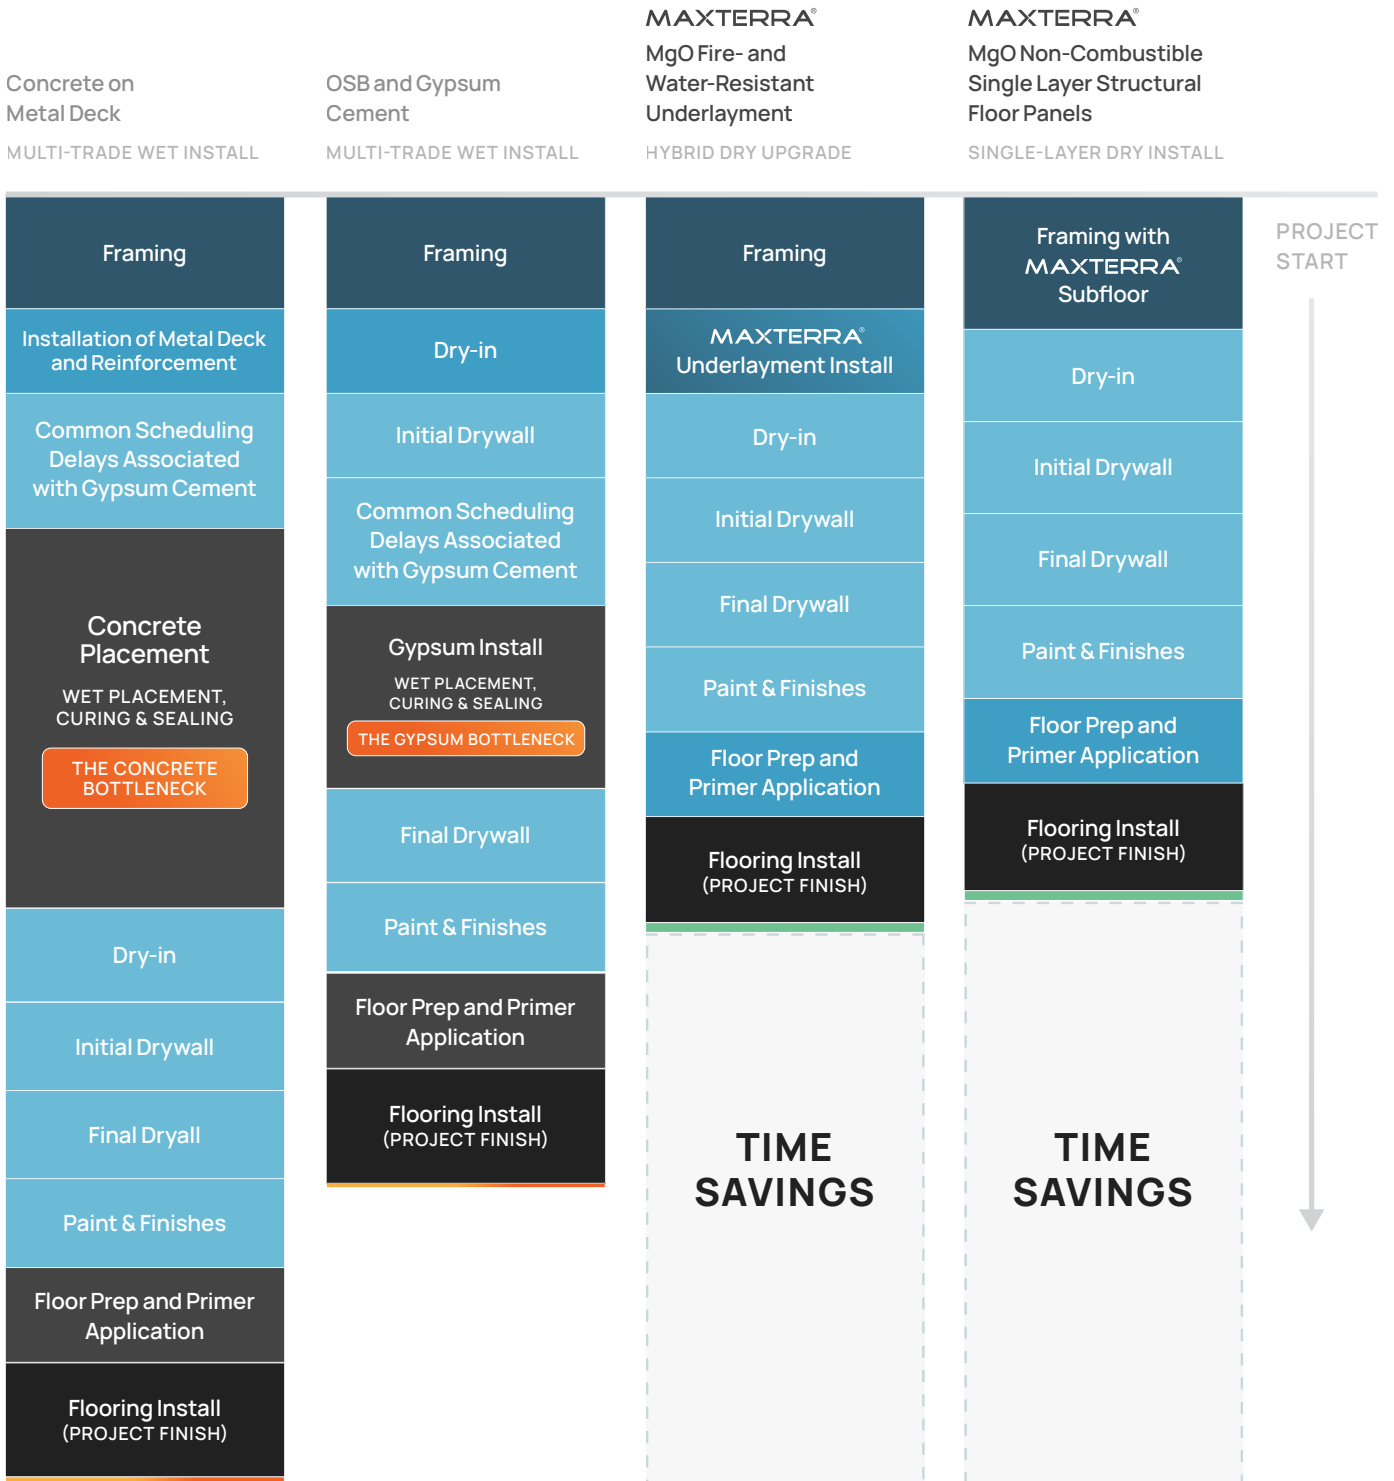 Concrete on
Metal Deck
MULTI-TRADE WET INSTALL
OSB and Gypsum
Cement
MULTI-TRADE WET INSTALL
MAXTERRA®
MgO Fire- and
Water-Resistant
Underlayment
HYBRID DRY UPGRADE
MAXTERRA®
MgO Non-Combustible
Single Layer Structural
Floor Panels
SINGLE-LAYER DRY INSTALL
Framing
Installation of Metal Deck
and Reinforcement
Common Scheduling
Delays Associated
with Gypsum Cement
Concrete
Placement
WET PLACEMENT,
CURING & SEALING
THE CONCRETE
BOTTLENECK
Dry-in
Initial Drywall
Final Dryall
Paint & Finishes
Floor Prep and Primer
Application
Flooring Install
(PROJECT FINISH)
Framing
Dry-in
Initial Drywall
Common Scheduling
Delays Associated
with Gypsum Cement
Gypsum Install
WET PLACEMENT,
CURING & SEALING
THE GYPSUM BOTTLENECK
Final Drywall
Paint & Finishes
Floor Prep and Primer
Application
Flooring Install
(PROJECT FINISH)
Framing
MAXTERRA®
Underlayment Install
Dry-in
Initial Drywall
Final Drywall
Paint & Finishes
Floor Prep and
Primer Application
Flooring Install
(PROJECT FINISH)
TIME
SAVINGS
Framing with
MAXTERRA®
Subfloor
Dry-in
Initial Drywall
Final Drywall
Paint & Finishes
Floor Prep and
Primer Application
Flooring Install
(PROJECT FINISH)
TIME
SAVINGS
PROJECT
START